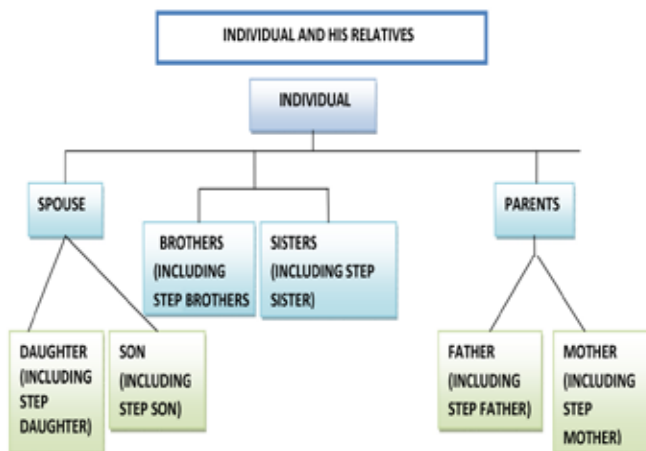 INDIVIDUAL AND HIS RELATIVES
INDIVIDUAL
SPOUSE
BROTHERS
(INCLUDING
STEP BROTHERS
SISTERS
(INCLUDING STEP
SISTER)
PARENTS
DAUGHTER
(INCLUDING
STEP
DAUGHTER)
SON
(INCLUDING
STEP SON)
FATHER
(INCLUDING
STEP FATHER)
MOTHER
(INCLUDING
STEP
MOTHER)